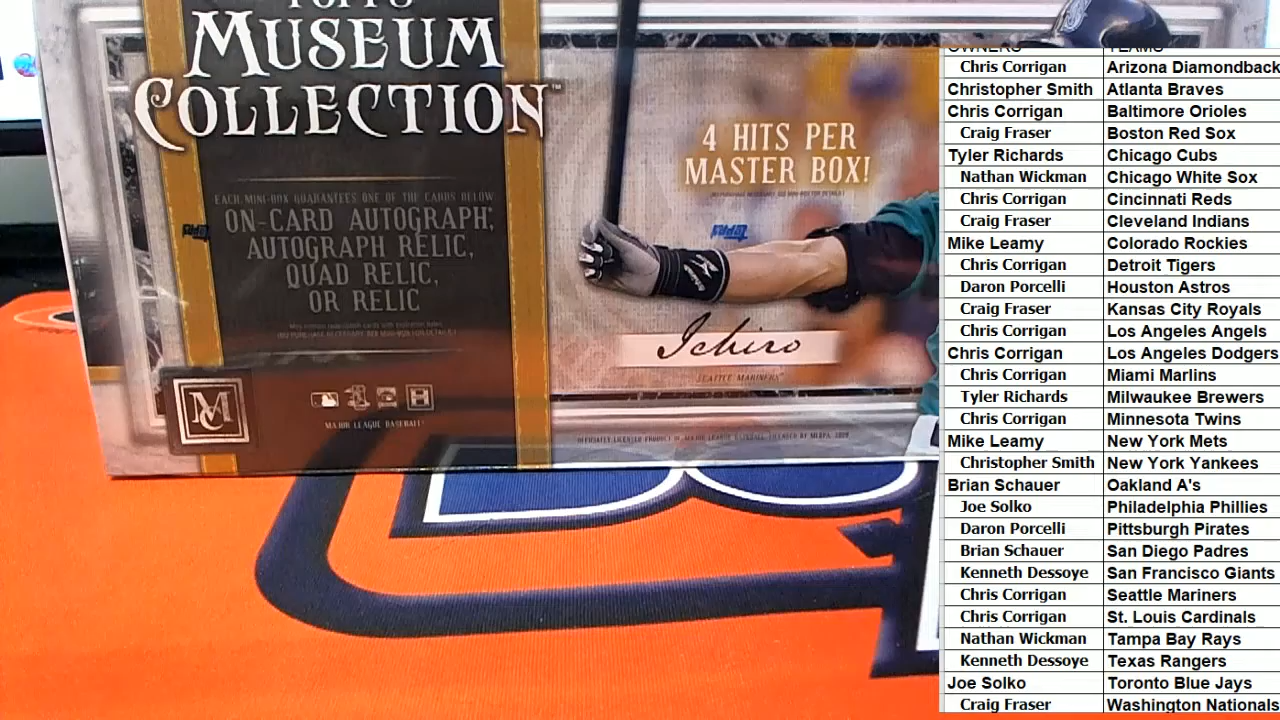 TOPPS
MUSEUM
COLLECTION™
EACH MINI-BOX GUARANTEES ONE OF THE CARDS BELOW
ON-CARD AUTOGRAPH*,
AUTOGRAPH RELIC,
QUAD RELIC,
OR RELIC
MC
MAJOR LEAGUE BASEBALL
4 HITS PER
MASTER BOX!
Ichiro
SEATTLE MARINERS™
OWNERS TEAMS
Chris Corrigan Arizona Diamondback
Christopher Smith Atlanta Braves
Chris Corrigan Baltimore Orioles
Craig Fraser Boston Red Sox
Tyler Richards Chicago Cubs
Nathan Wickman Chicago White Sox
Chris Corrigan Cincinnati Reds
Craig Fraser Cleveland Indians
Mike Leamy Colorado Rockies
Chris Corrigan Detroit Tigers
Daron Porcelli Houston Astros
Craig Fraser Kansas City Royals
Chris Corrigan Los Angeles Angels
Chris Corrigan Los Angeles Dodgers
Chris Corrigan Miami Marlins
Tyler Richards Milwaukee Brewers
Chris Corrigan Minnesota Twins
Mike Leamy New York Mets
Christopher Smith New York Yankees
Brian Schauer Oakland A's
Joe Solko Philadelphia Phillies
Daron Porcelli Pittsburgh Pirates
Brian Schauer San Diego Padres
Kenneth Dessoye San Francisco Giants
Chris Corrigan Seattle Mariners
Chris Corrigan St. Louis Cardinals
Nathan Wickman Tampa Bay Rays
Kenneth Dessoye Texas Rangers
Joe Solko Toronto Blue Jays
Craig Fraser Washington Nationals